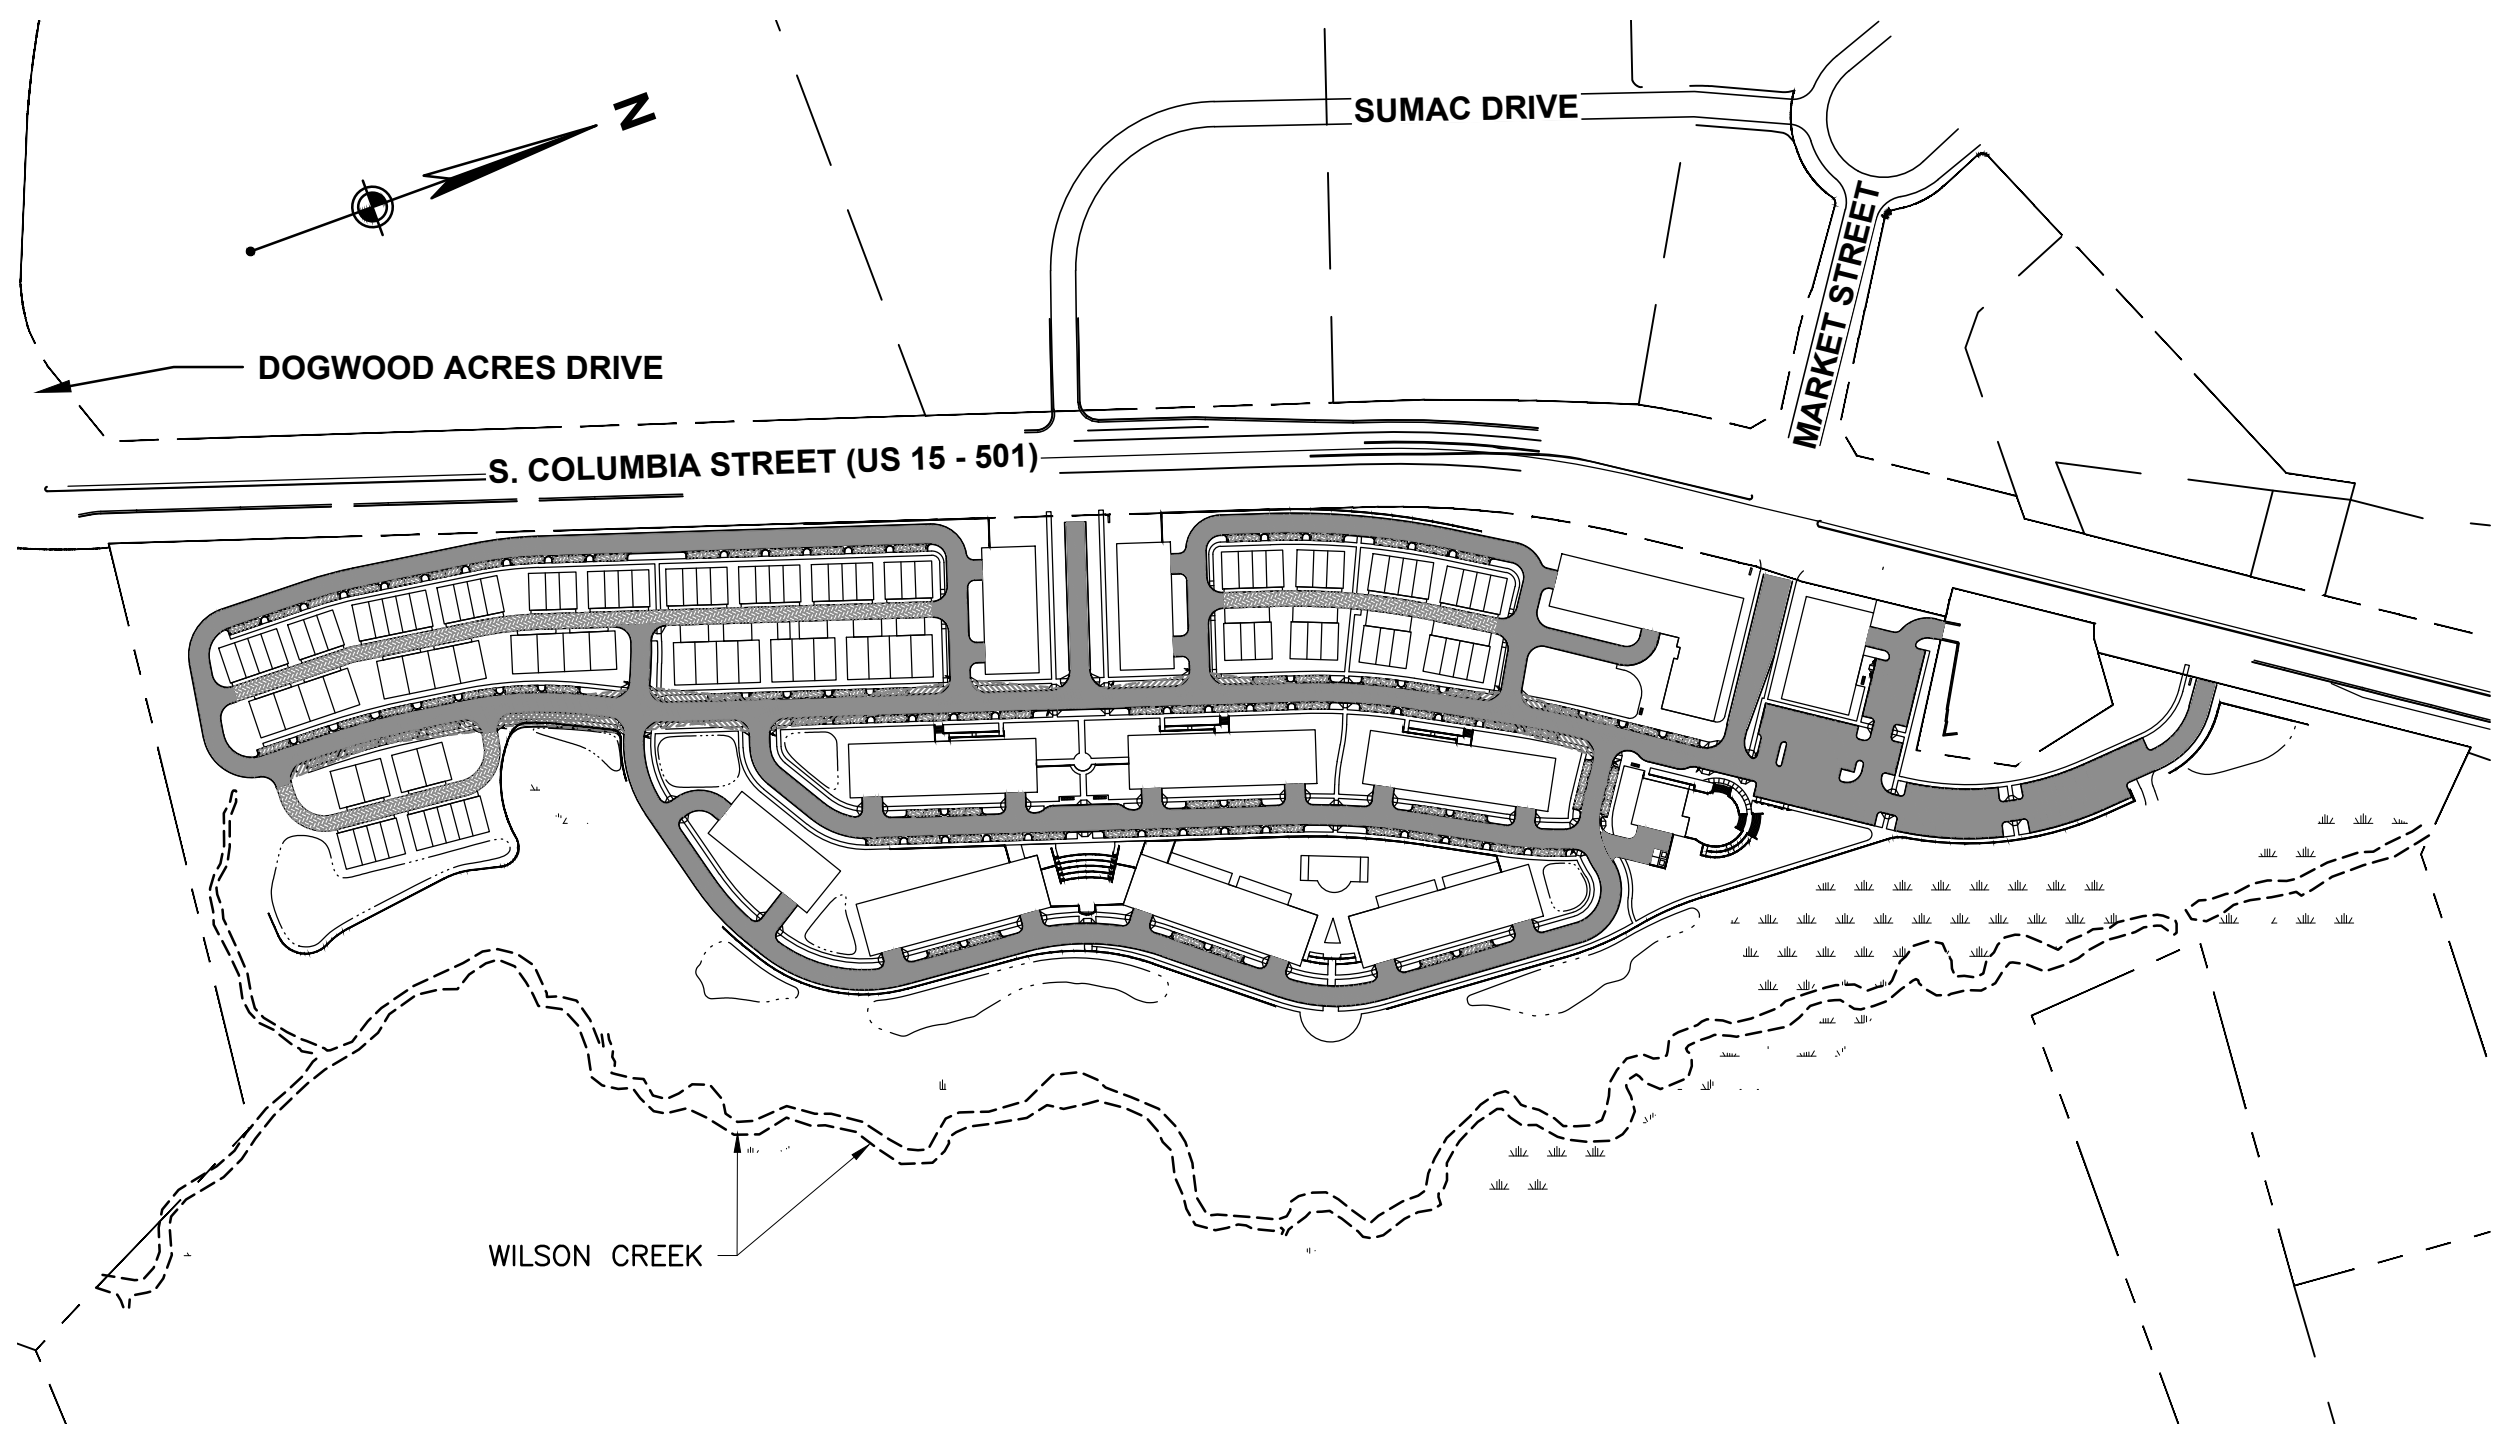 N
SUMAC DRIVE
MARKET STREET
DOGWOOD ACRES DRIVE
S. COLUMBIA STREET (US 15 - 501)
WILSON CREEK